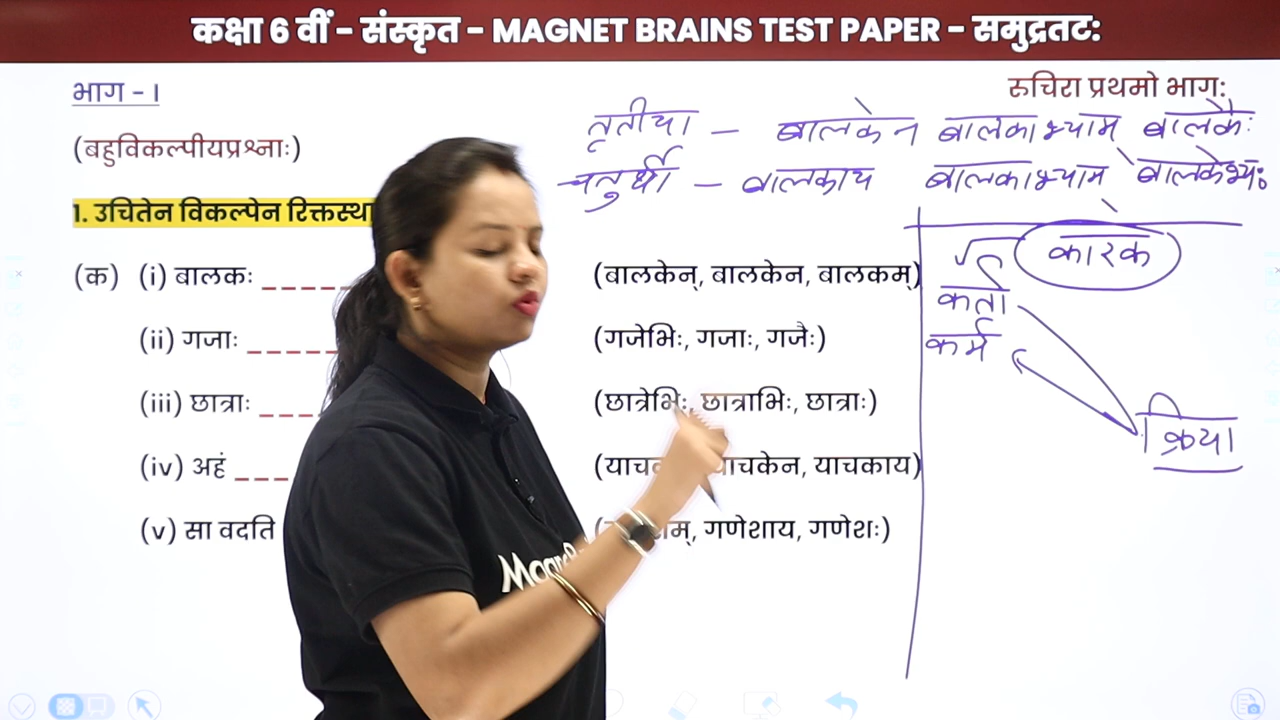 कक्षा 6 वीं - संस्कृत - MAGNET BRAINS TEST PAPER - समुद्रतटः
भाग - I
रुचिरा प्रथमो भागः
(बहुविकल्पीयप्रश्नाः)
तृतीया - बालकेन बालकाभ्याम् बालकैः
चतुर्थी - बालकाय बालकाभ्याम् बालकेभ्यः
1. उचितेन विकल्पेन
(क) (i) बालकः _ _ _ _ _ (बालकेन्, बालकेन, बालकम्)
(ii) गजाः _ _ _ _ _ (गजेभिः, गजाः, गजैः)
(iii) छात्राः _ _ _ _ (छात्रेभिः, छात्राभिः, छात्राः)
(iv) अहं _ _ _ याचकाय)
(v) सा वदति गणेशाय, गणेशः)
कारक
कर्ता
कर्म
क्रिया